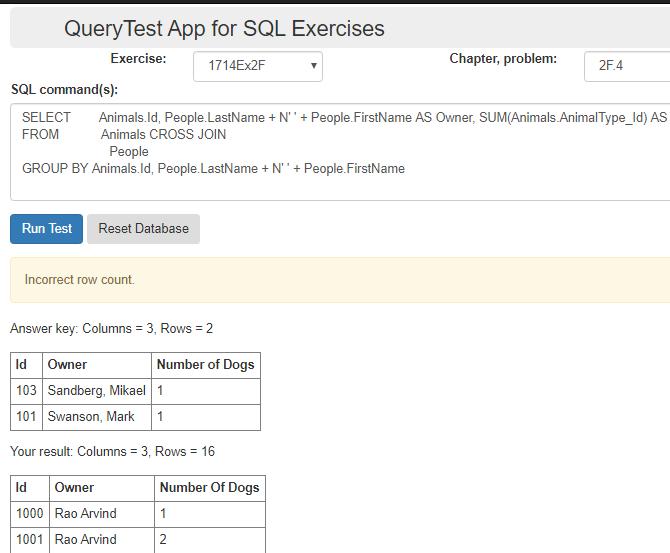 QueryTest App for SQL Exercises
Exercise: 1714Ex2F Chapter, problem: 2F.4
SQL command(s):
SELECT Animals.Id, People.LastName + N' ' + People.FirstName AS Owner, SUM(Animals.AnimalType_Id) AS
FROM Animals CROSS JOIN
People
GROUP BY Animals.Id, People.LastName + N' ' + People.FirstName
Run Test Reset Database
Incorrect row count.
Answer key: Columns = 3, Rows = 2
Id Owner Number of Dogs
103 Sandberg, Mikael 1
101 Swanson, Mark 1
Your result: Columns = 3, Rows = 16
Id Owner Number Of Dogs
1000 Rao Arvind 1
1001 Rao Arvind 2